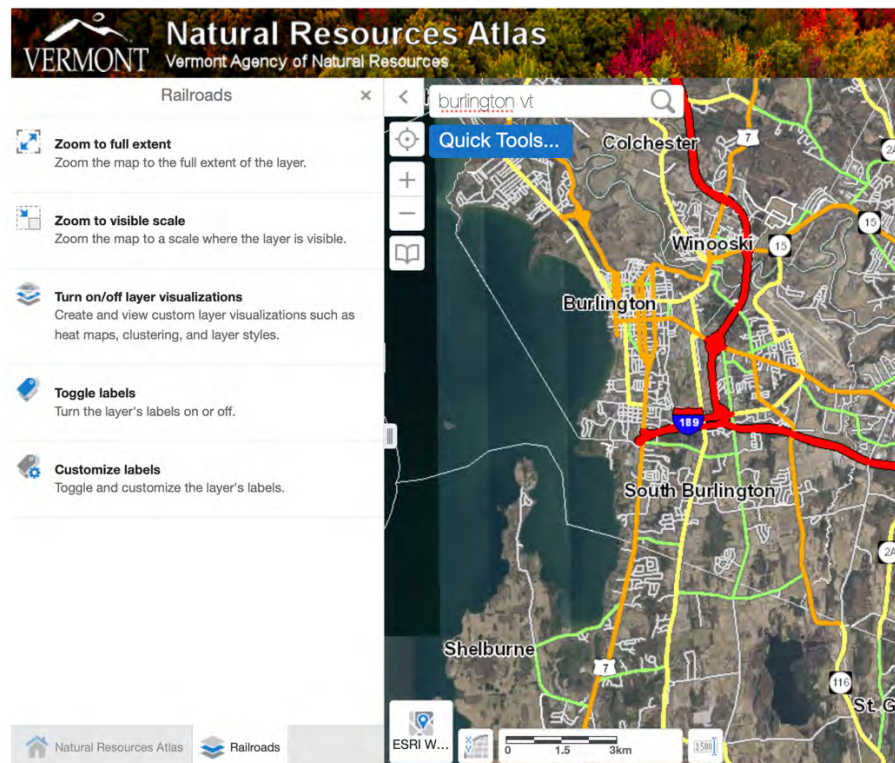 VERMONT
Natural Resources Atlas
Vermont Agency of Natural Resources
Railroads
Zoom to full extent
Zoom the map to the full extent of the layer.
Zoom to visible scale
Zoom the map to a scale where the layer is visible.
Turn on/off layer visualizations
Create and view custom layer visualizations such as
heat maps, clustering, and layer styles.
Toggle labels
Turn the layer's labels on or off.
Customize labels
Toggle and customize the layer's labels.
Natural Resources Atlas
Railroads
burlington vt
Quick Tools...
Colchester
7
2A
15
Winooski
15
Burlington
189
South Burlington
2A
Shelburne
7
116
St. G
ESRI W...
X Y
0 1.5 3km